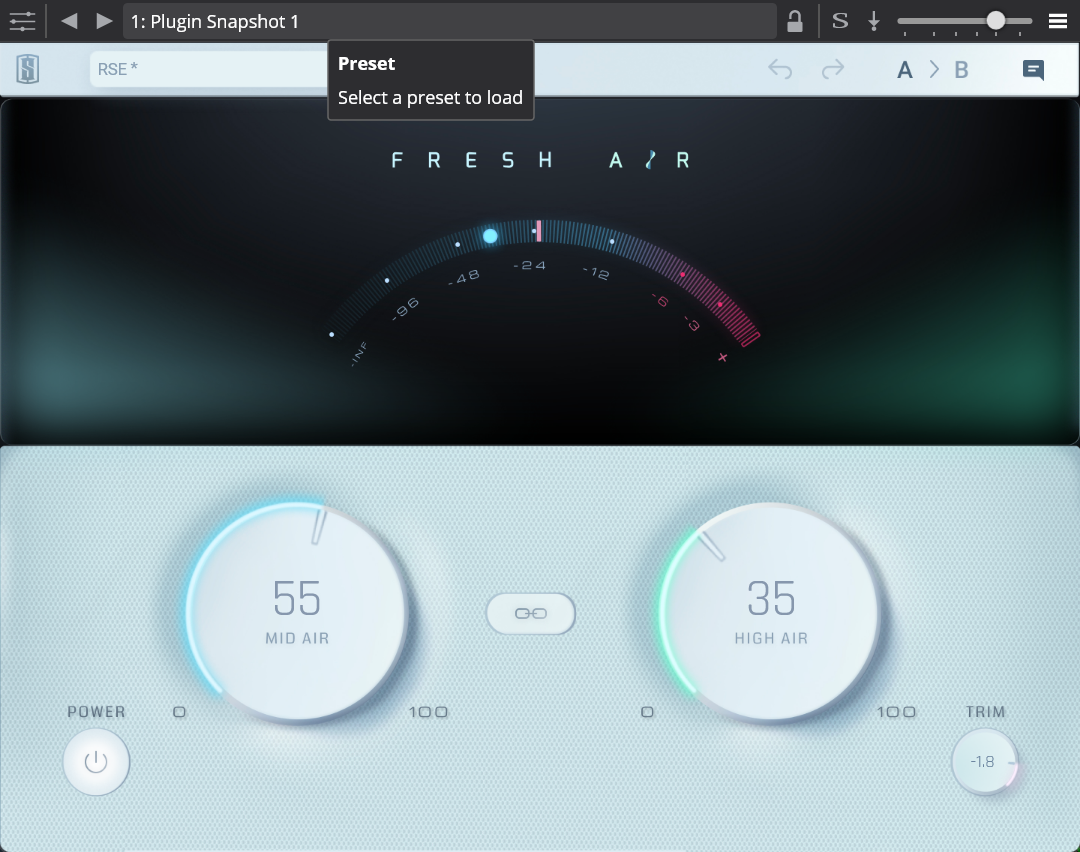 1: Plugin Snapshot 1
S
RSE *
Preset
Select a preset to load
A > B
FRESH AIR
-INF
-96
-48
-24
-12
-6
-3
+
55
MID AIR
35
HIGH AIR
POWER
0
100
0
100
TRIM
-1.8